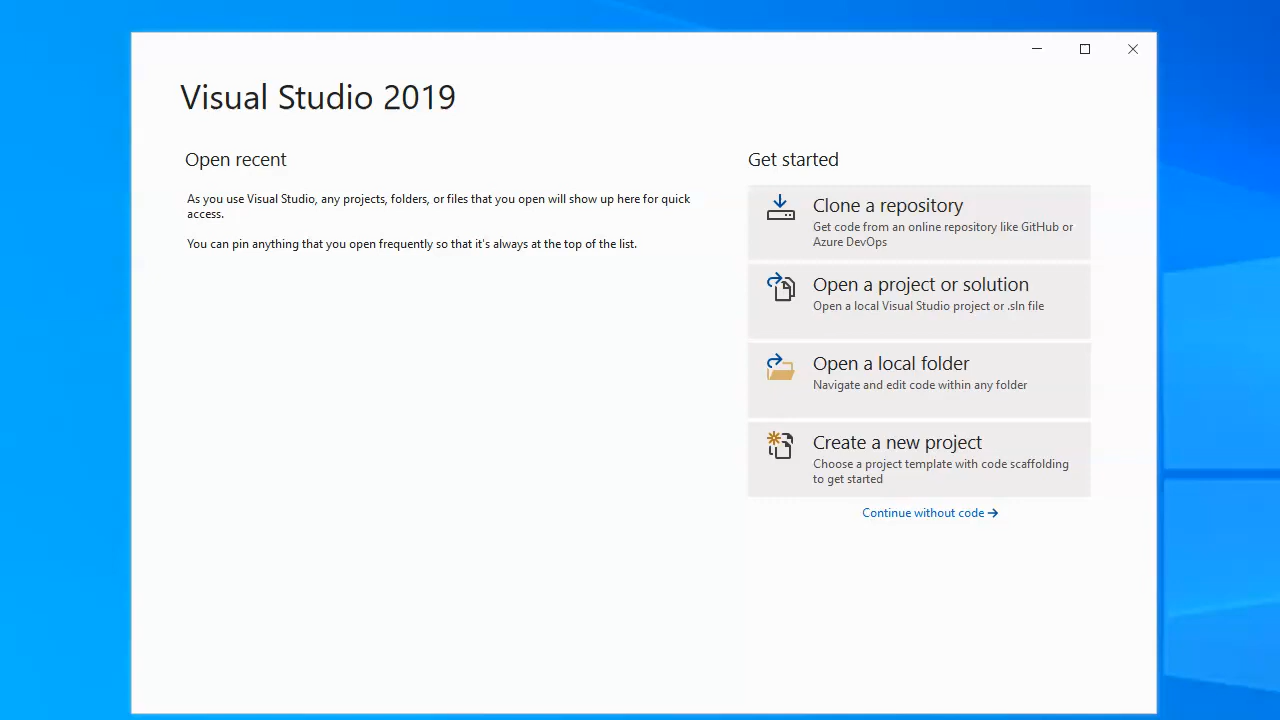 Visual Studio 2019
Open recent
As you use Visual Studio, any projects, folders, or files that you open will show up here for quick
access.
You can pin anything that you open frequently so that it's always at the top of the list.
Get started
Clone a repository
Get code from an online repository like GitHub or
Azure DevOps
Open a project or solution
Open a local Visual Studio project or .sln file
Open a local folder
Navigate and edit code within any folder
Create a new project
Choose a project template with code scaffolding
to get started
Continue without code →